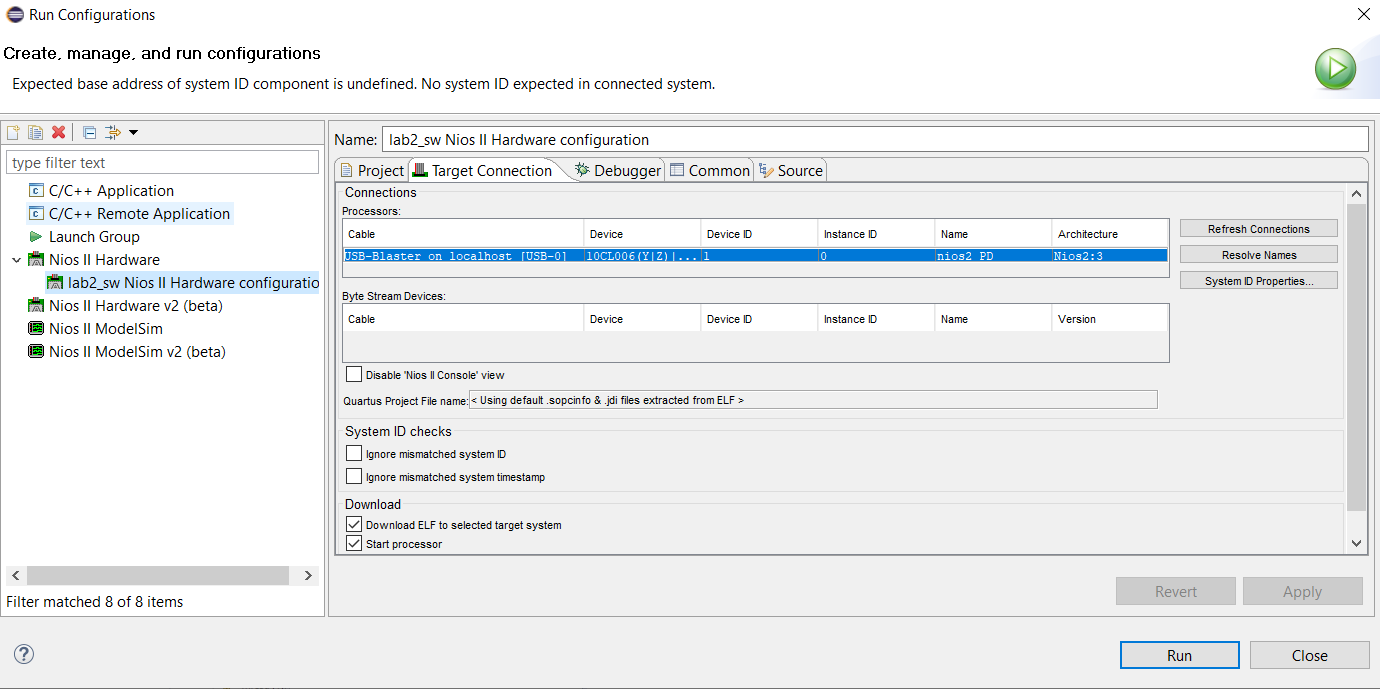 Run Configurations
Create, manage, and run configurations
Expected base address of system ID component is undefined. No system ID expected in connected system.
type filter text
C/C++ Application
C/C++ Remote Application
Launch Group
Nios II Hardware
lab2_sw Nios II Hardware configuratio
Nios II Hardware v2 (beta)
Nios II ModelSim
Nios II ModelSim v2 (beta)
Filter matched 8 of 8 items
Name: lab2_sw Nios II Hardware configuration
Project Target Connection Debugger Common Source
Connections
Processors:
Cable Device Device ID Instance ID Name Architecture
USB-Blaster on localhost [USB-0] 10CL006(Y|Z)|... 1 0 nios2_PD Nios2:3
Refresh Connections
Resolve Names
System ID Properties...
Byte Stream Devices:
Cable Device Device ID Instance ID Name Version
Disable 'Nios II Console' view
Quartus Project File name: < Using default .sopcinfo & .jdi files extracted from ELF >
System ID checks
Ignore mismatched system ID
Ignore mismatched system timestamp
Download
Download ELF to selected target system
Start processor
Revert Apply
Run Close